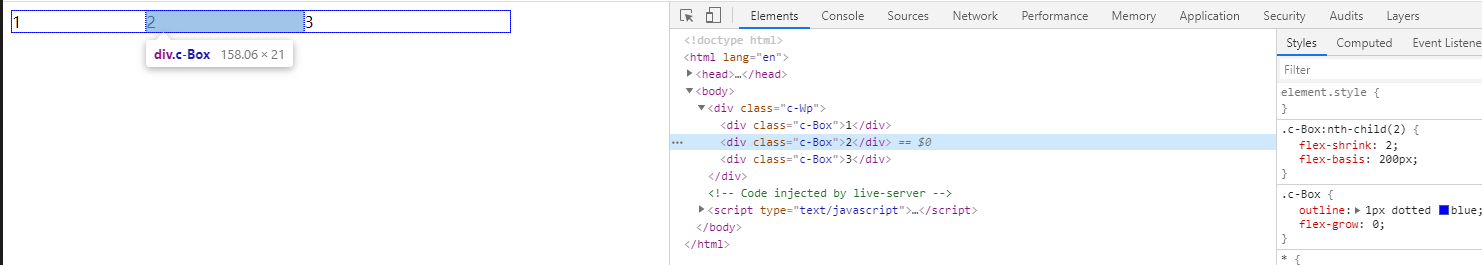 1 2 3
div.c-Box 158.06 × 21
Elements Console Sources Network Performance Memory Application Security Audits Layers
<!doctype html>
<html lang="en">
<head>…</head>
<body>
<div class="c-Wp">
<div class="c-Box">1</div>
<div class="c-Box">2</div> == $0
<div class="c-Box">3</div>
</div>
<!-- Code injected by live-server -->
<script type="text/javascript">…</script>
</body>
</html>
Styles Computed Event Listene
Filter
element.style {
}
.c-Box:nth-child(2) {
flex-shrink: 2;
flex-basis: 200px;
}
.c-Box {
outline: 1px dotted blue;
flex-grow: 0;
}
* {